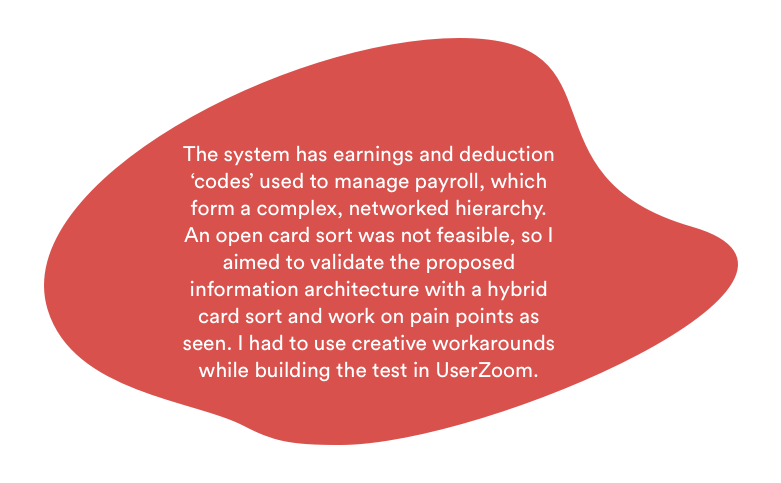 The system has earnings and deduction
‘codes’ used to manage payroll, which
form a complex, networked hierarchy.
An open card sort was not feasible, so I
aimed to validate the proposed
information architecture with a hybrid
card sort and work on pain points as
seen. I had to use creative workarounds
while building the test in UserZoom.